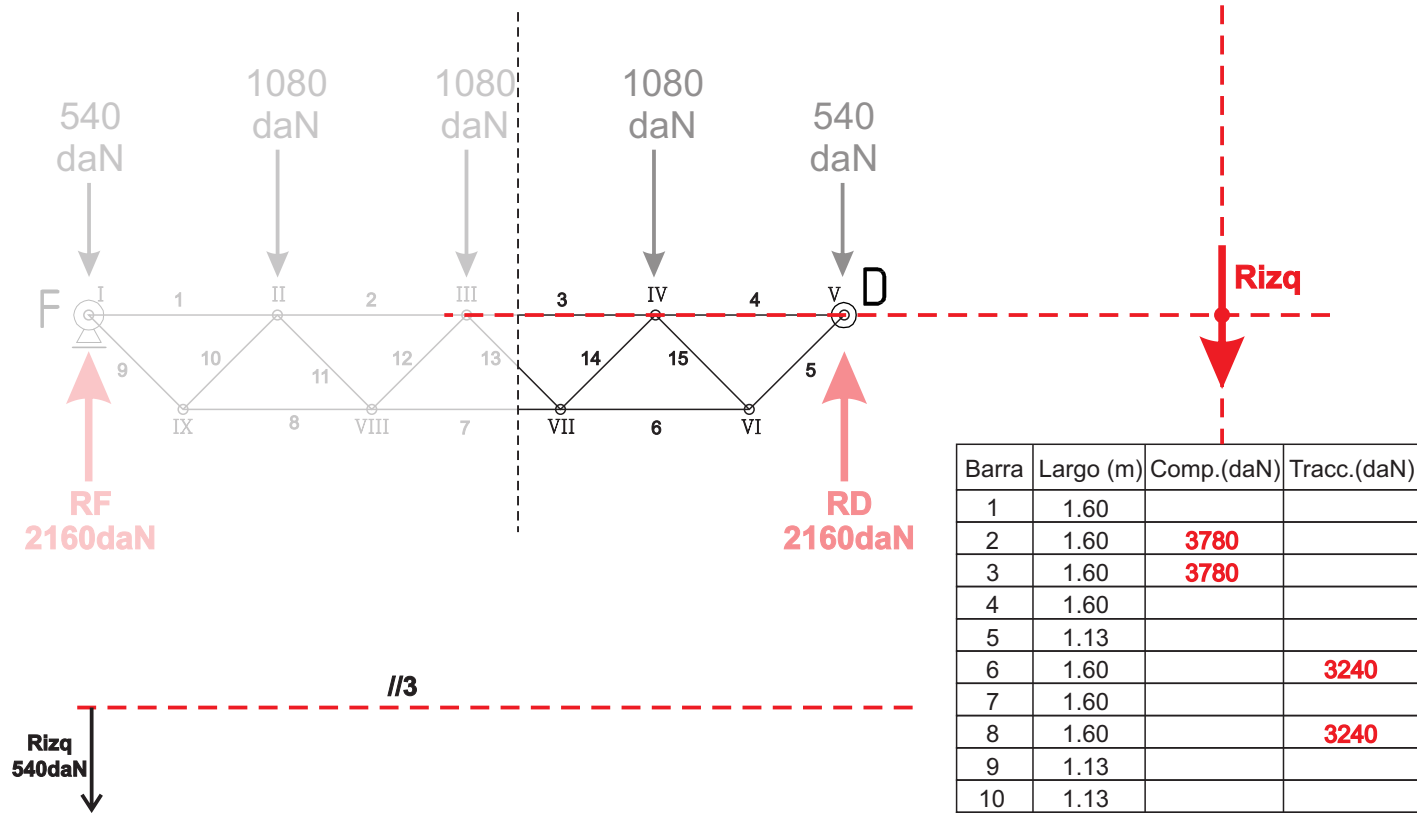 1080
daN
1080
daN
1080
daN
540
daN
540
daN
F
I
1
II
2
III
3
IV
4
V
D
Rizq
9
10
11
12
13
14
15
5
IX
8
VIII
7
VII
6
VI
RF
2160daN
RD
2160daN
//3
Rizq
540daN
Barra Largo (m) Comp.(daN) Tracc.(daN)
1 1.60
2 1.60 3780
3 1.60 3780
4 1.60
5 1.13
6 1.60 3240
7 1.60
8 1.60 3240
9 1.13
10 1.13